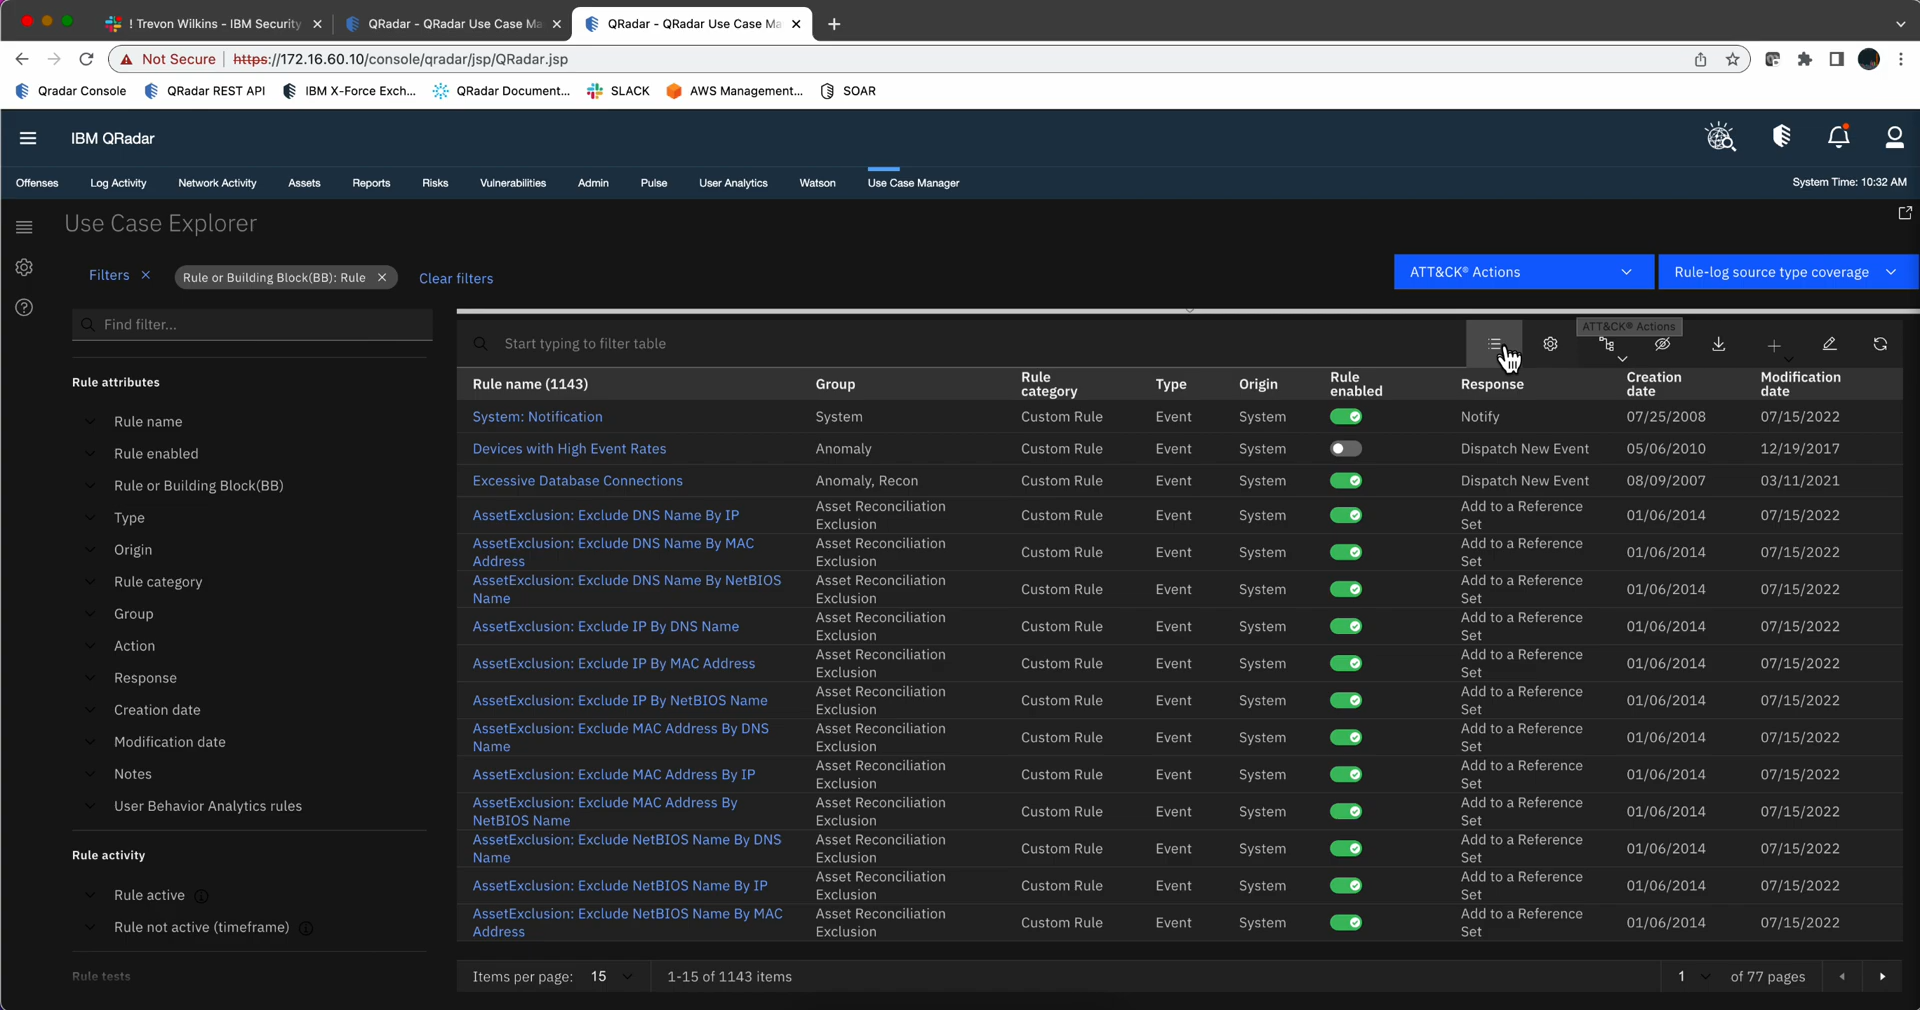 ! Trevon Wilkins - IBM Security
QRadar - QRadar Use Case Ma
QRadar - QRadar Use Case Ma
Not Secure
https://172.16.60.10/console/qradar/jsp/QRadar.jsp
Qradar Console
QRadar REST API
IBM X-Force Exch...
QRadar Document...
SLACK
AWS Management...
SOAR
IBM QRadar
Offenses
Log Activity
Network Activity
Assets
Reports
Risks
Vulnerabilities
Admin
Pulse
User Analytics
Watson
Use Case Manager
System Time: 10:32 AM
Use Case Explorer
Filters
Rule or Building Block(BB): Rule
Clear filters
ATT&CK® Actions
Rule-log source type coverage
Find filter...
Rule attributes
Rule name
Rule enabled
Rule or Building Block(BB)
Type
Origin
Rule category
Group
Action
Response
Creation date
Modification date
Notes
User Behavior Analytics rules
Rule activity
Rule active
Rule not active (timeframe)
Rule tests
ATT&CK® Actions
Start typing to filter table
Rule name (1143)
Group
Rule
category
Type
Origin
Rule
enabled
Response
Creation
date
Modification
date
System: Notification
System
Custom Rule
Event
System
Notify
07/25/2008
07/15/2022
Devices with High Event Rates
Anomaly
Custom Rule
Event
System
Dispatch New Event
05/06/2010
12/19/2017
Excessive Database Connections
Anomaly, Recon
Custom Rule
Event
System
Dispatch New Event
08/09/2007
03/11/2021
AssetExclusion: Exclude DNS Name By IP
Asset Reconciliation
Exclusion
Custom Rule
Event
System
Add to a Reference
Set
01/06/2014
07/15/2022
AssetExclusion: Exclude DNS Name By MAC
Address
Asset Reconciliation
Exclusion
Custom Rule
Event
System
Add to a Reference
Set
01/06/2014
07/15/2022
AssetExclusion: Exclude DNS Name By NetBIOS
Name
Asset Reconciliation
Exclusion
Custom Rule
Event
System
Add to a Reference
Set
01/06/2014
07/15/2022
AssetExclusion: Exclude IP By DNS Name
Asset Reconciliation
Exclusion
Custom Rule
Event
System
Add to a Reference
Set
01/06/2014
07/15/2022
AssetExclusion: Exclude IP By MAC Address
Asset Reconciliation
Exclusion
Custom Rule
Event
System
Add to a Reference
Set
01/06/2014
07/15/2022
AssetExclusion: Exclude IP By NetBIOS Name
Asset Reconciliation
Exclusion
Custom Rule
Event
System
Add to a Reference
Set
01/06/2014
07/15/2022
AssetExclusion: Exclude MAC Address By DNS
Name
Asset Reconciliation
Exclusion
Custom Rule
Event
System
Add to a Reference
Set
01/06/2014
07/15/2022
AssetExclusion: Exclude MAC Address By IP
Asset Reconciliation
Exclusion
Custom Rule
Event
System
Add to a Reference
Set
01/06/2014
07/15/2022
AssetExclusion: Exclude MAC Address By
NetBIOS Name
Asset Reconciliation
Exclusion
Custom Rule
Event
System
Add to a Reference
Set
01/06/2014
07/15/2022
AssetExclusion: Exclude NetBIOS Name By DNS
Name
Asset Reconciliation
Exclusion
Custom Rule
Event
System
Add to a Reference
Set
01/06/2014
07/15/2022
AssetExclusion: Exclude NetBIOS Name By IP
Asset Reconciliation
Exclusion
Custom Rule
Event
System
Add to a Reference
Set
01/06/2014
07/15/2022
AssetExclusion: Exclude NetBIOS Name By MAC
Address
Asset Reconciliation
Exclusion
Custom Rule
Event
System
Add to a Reference
Set
01/06/2014
07/15/2022
Items per page: 15
1-15 of 1143 items
1 of 77 pages